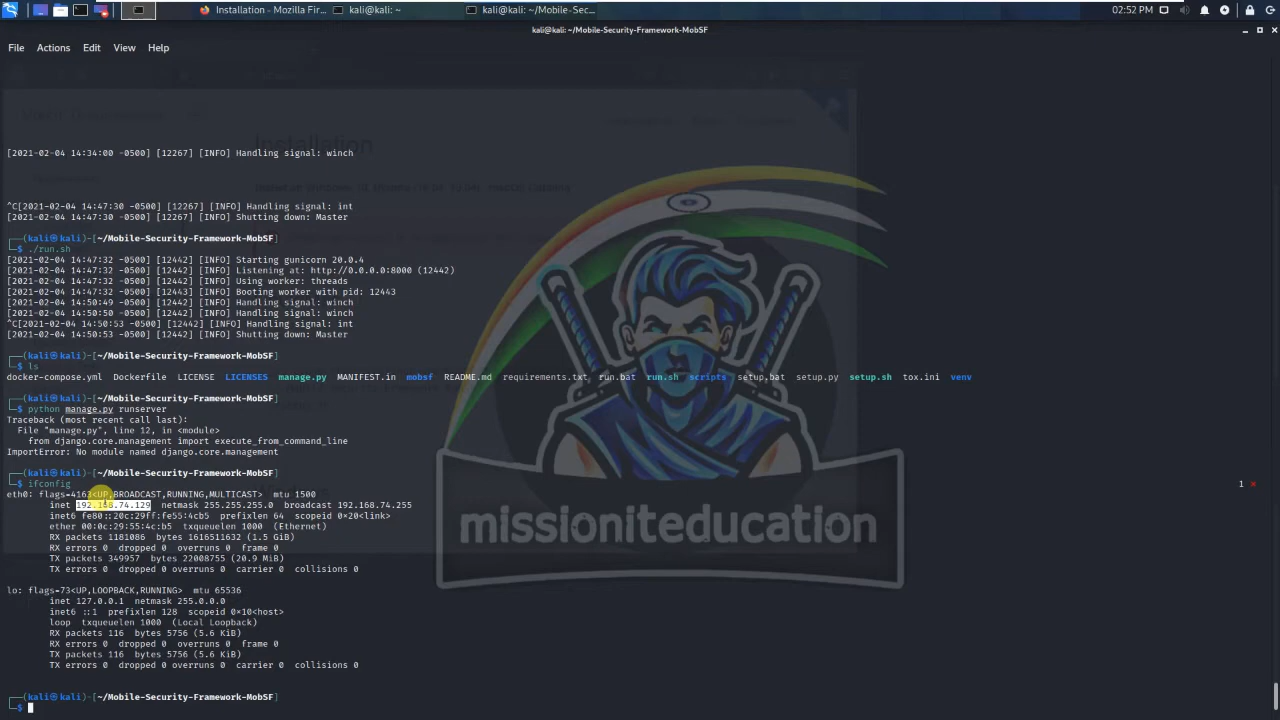 Installation - Mozilla Fir...
kali@kali: ~
kali@kali: ~/Mobile-Sec...
02:52 PM
kali@kali: ~/Mobile-Security-Framework-MobSF
File Actions Edit View Help
Installation
[2021-02-04 14:34:00 -0500] [12267] [INFO] Handling signal: winch
^C[2021-02-04 14:47:30 -0500] [12267] [INFO] Handling signal: int
[2021-02-04 14:47:30 -0500] [12267] [INFO] Shutting down: Master
┌──(kali㉿kali)-[~/Mobile-Security-Framework-MobSF]
└─$ ./run.sh
[2021-02-04 14:47:32 -0500] [12442] [INFO] Starting gunicorn 20.0.4
[2021-02-04 14:47:32 -0500] [12442] [INFO] Listening at: http://0.0.0.0:8000 (12442)
[2021-02-04 14:47:32 -0500] [12442] [INFO] Using worker: threads
[2021-02-04 14:47:32 -0500] [12443] [INFO] Booting worker with pid: 12443
[2021-02-04 14:50:49 -0500] [12442] [INFO] Handling signal: winch
[2021-02-04 14:50:50 -0500] [12442] [INFO] Handling signal: winch
^C[2021-02-04 14:50:53 -0500] [12442] [INFO] Handling signal: int
[2021-02-04 14:50:53 -0500] [12442] [INFO] Shutting down: Master
┌──(kali㉿kali)-[~/Mobile-Security-Framework-MobSF]
└─$ ls
docker-compose.yml Dockerfile LICENSE LICENSES manage.py MANIFEST.in mobsf README.md requirements.txt run.bat run.sh scripts setup.bat setup.py setup.sh tox.ini venv
┌──(kali㉿kali)-[~/Mobile-Security-Framework-MobSF]
└─$ python manage.py runserver
Traceback (most recent call last):
File "manage.py", line 12, in <module>
from django.core.management import execute_from_command_line
ImportError: No module named django.core.management
┌──(kali㉿kali)-[~/Mobile-Security-Framework-MobSF]
└─$ ifconfig
1 ✕
eth0: flags=4163<UP,BROADCAST,RUNNING,MULTICAST> mtu 1500
inet 192.168.74.129 netmask 255.255.255.0 broadcast 192.168.74.255
inet6 fe80::20c:29ff:fe55:4cb5 prefixlen 64 scopeid 0×20<link>
ether 00:0c:29:55:4c:b5 txqueuelen 1000 (Ethernet)
RX packets 1181086 bytes 1616511632 (1.5 GiB)
RX errors 0 dropped 0 overruns 0 frame 0
TX packets 349957 bytes 22008755 (20.9 MiB)
TX errors 0 dropped 0 overruns 0 carrier 0 collisions 0
lo: flags=73<UP,LOOPBACK,RUNNING> mtu 65536
inet 127.0.0.1 netmask 255.0.0.0
inet6 ::1 prefixlen 128 scopeid 0×10<host>
loop txqueuelen 1000 (Local Loopback)
RX packets 116 bytes 5756 (5.6 KiB)
RX errors 0 dropped 0 overruns 0 frame 0
TX packets 116 bytes 5756 (5.6 KiB)
TX errors 0 dropped 0 overruns 0 carrier 0 collisions 0
┌──(kali㉿kali)-[~/Mobile-Security-Framework-MobSF]
└─$
missioniteducation